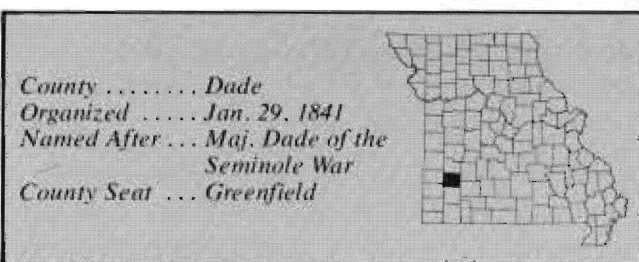 County ........ Dade
Organized ..... Jan. 29. 1841
Named After ... Maj. Dade of the
Seminole War
County Seat ... Greenfield